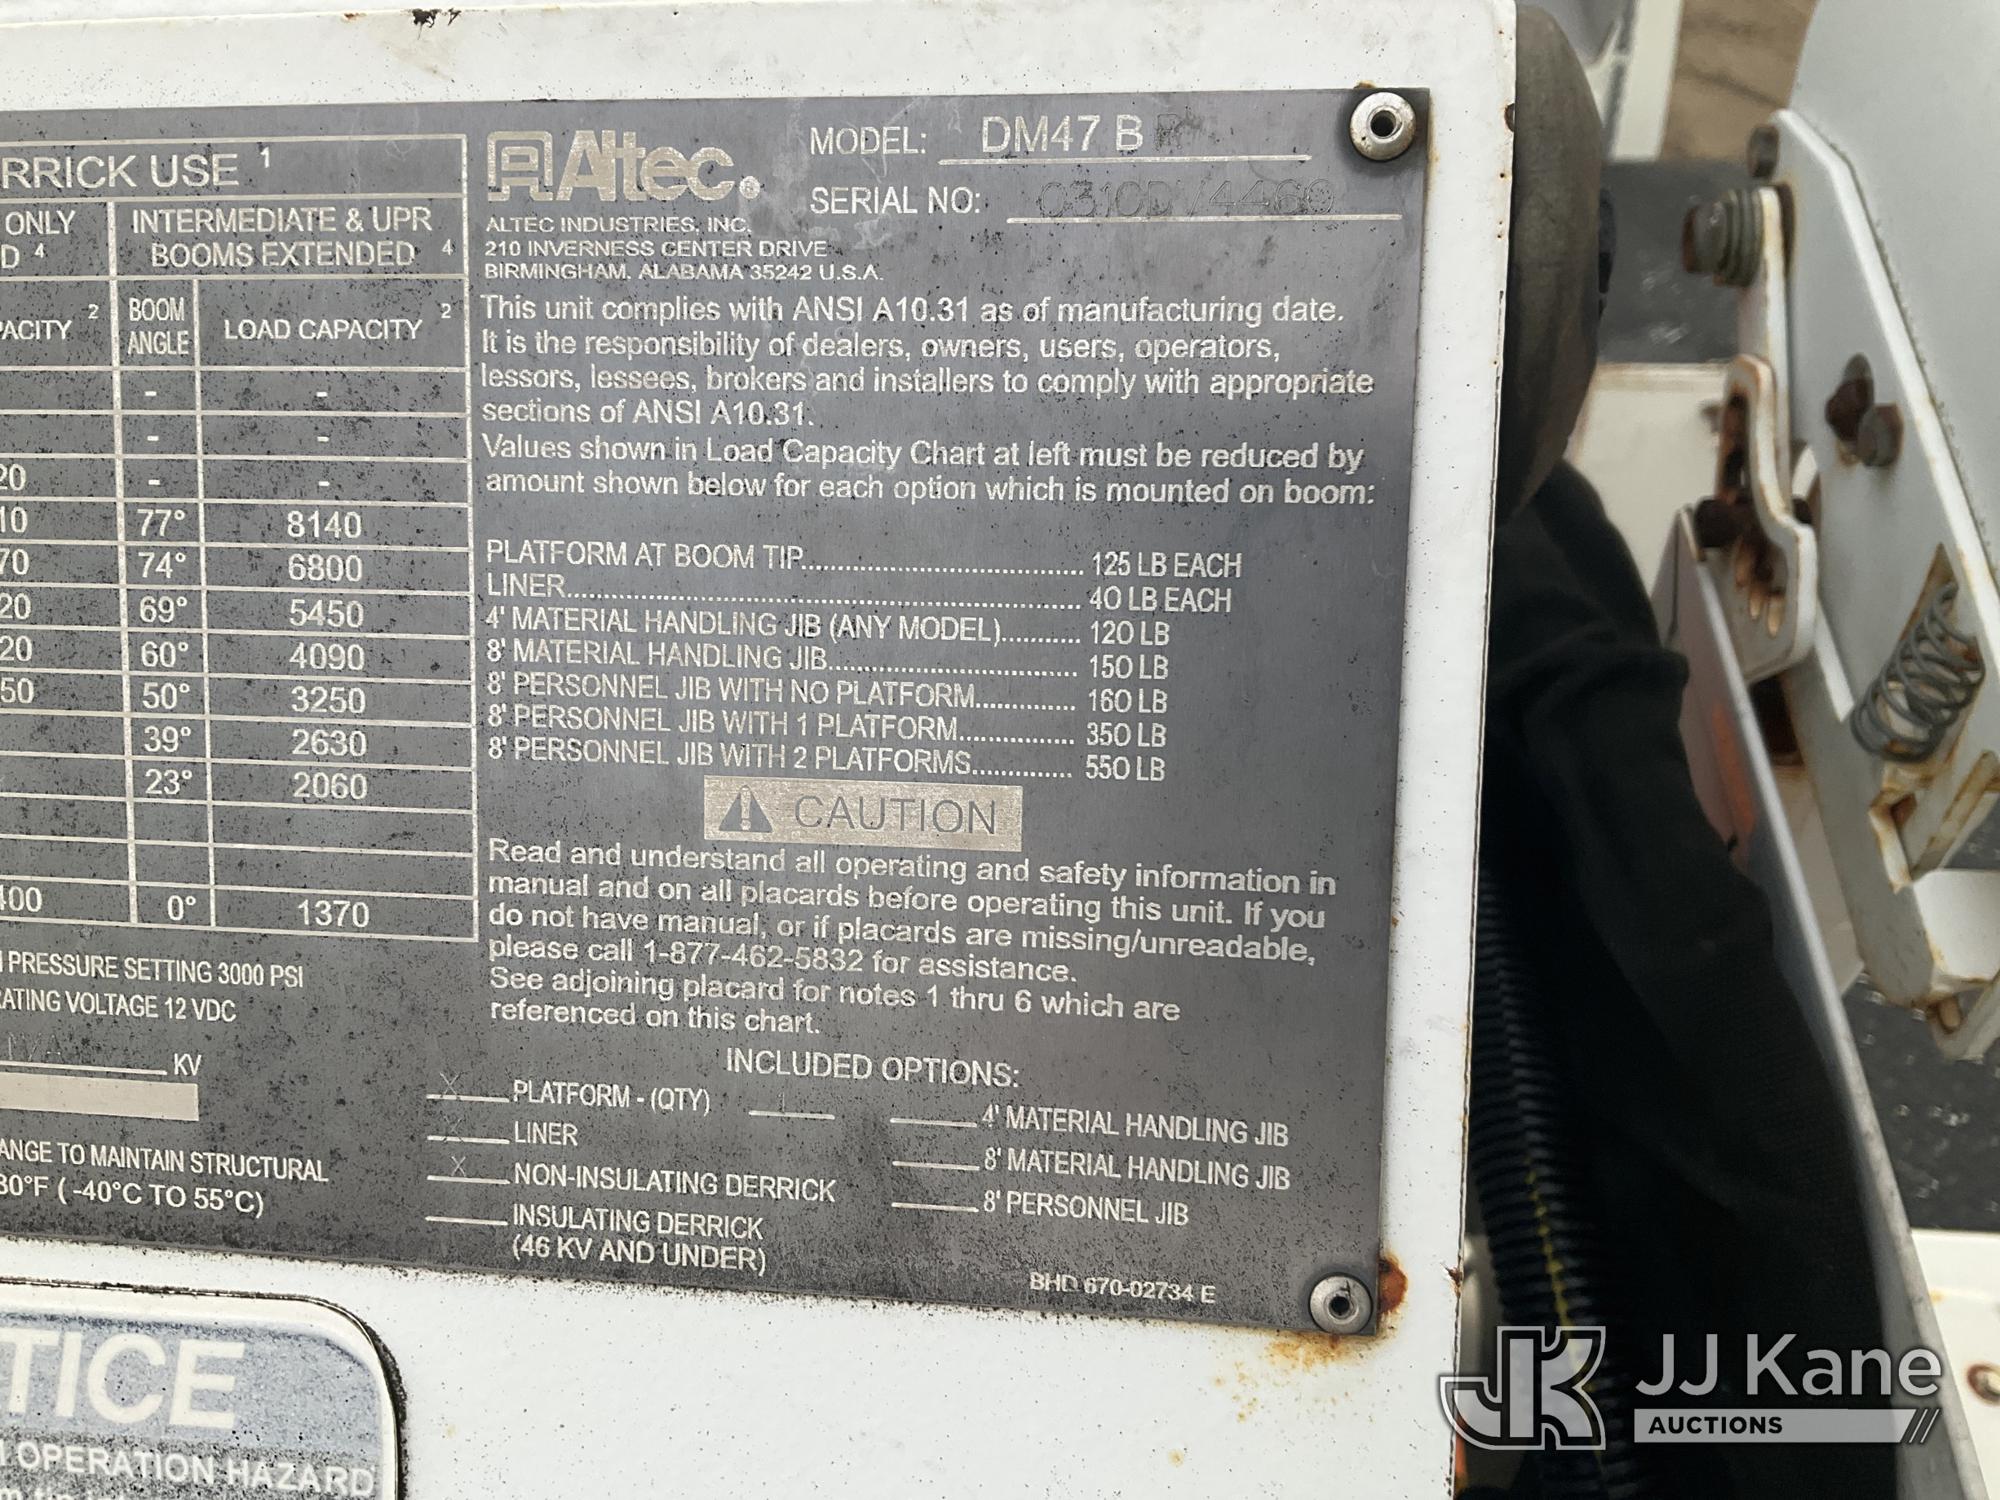 RRICK USE 1
ONLY
D 4
INTERMEDIATE & UPR
BOOMS EXTENDED 4
2
BOOM ANGLE
LOAD CAPACITY 2
- -
- -
20 - -
10 77° 8140
70 74° 6800
20 69° 5450
20 60° 4090
50 50° 3250
39° 2630
23° 2060
400 0° 1370
PRESSURE SETTING 3000 PSI
VOLTAGE 12 VDC
KV
ANGE TO MAINTAIN STRUCTURAL
(-40°C TO 55°C)
Altec®
MODEL: DM47 B
SERIAL NO:
ALTEC INDUSTRIES, INC.
210 INVERNESS CENTER DRIVE
BIRMINGHAM, ALABAMA 35242 U.S.A.
This unit complies with ANSI A10.31 as of manufacturing date.
It is the responsibility of dealers, owners, users, operators,
lessors, lessees, brokers and installers to comply with appropriate
sections of ANSI A10.31.
Values shown in Load Capacity Chart at left must be reduced by
amount shown below for each option which is mounted on boom:
PLATFORM AT BOOM TIP........ 125 LB EACH
LINER........ 40 LB EACH
4' MATERIAL HANDLING JIB (ANY MODEL)........ 120 LB
8' MATERIAL HANDLING JIB........ 150 LB
8' PERSONNEL JIB WITH NO PLATFORM........ 160 LB
8' PERSONNEL JIB WITH 1 PLATFORM........ 350 LB
8' PERSONNEL JIB WITH 2 PLATFORMS........ 550 LB
CAUTION
Read and understand all operating and safety information in
manual and on all placards before operating this unit. If you
do not have manual, or if placards are missing/unreadable,
please call 1-877-462-5832 for assistance.
See adjoining placard for notes 1 thru 6 which are
referenced on this chart.
INCLUDED OPTIONS:
X PLATFORM - (QTY) 1
X LINER
X NON-INSULATING DERRICK
INSULATING DERRICK
(46 KV AND UNDER)
4' MATERIAL HANDLING JIB
8' MATERIAL HANDLING JIB
8' PERSONNEL JIB
BHD 670-02734 E
TICE
OPERATION HAZARD
JK JJ Kane
AUCTIONS